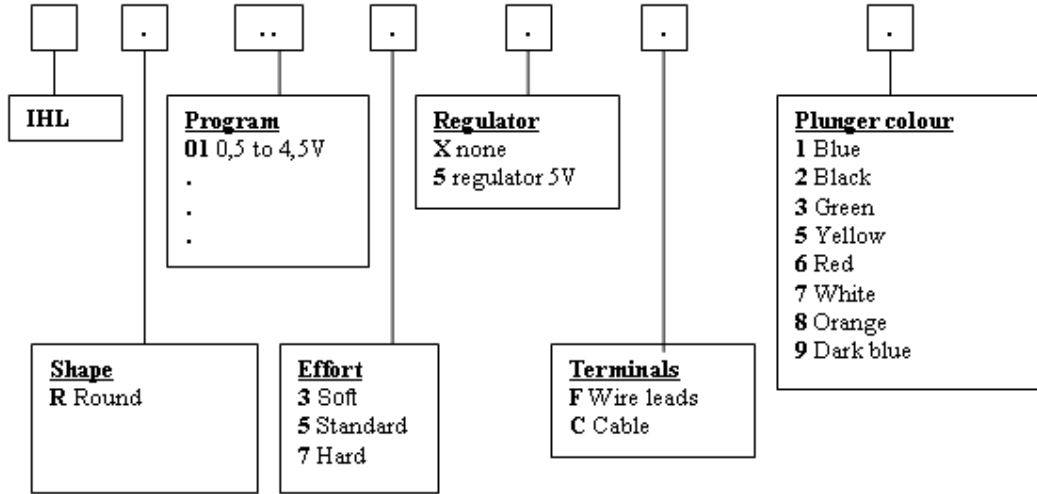 . .. . . . .
IHL
Program
01 0,5 to 4,5V
.
.
.
Regulator
X none
5 regulator 5V
Plunger colour
1 Blue
2 Black
3 Green
5 Yellow
6 Red
7 White
8 Orange
9 Dark blue
Shape
R Round
Effort
3 Soft
5 Standard
7 Hard
Terminals
F Wire leads
C Cable